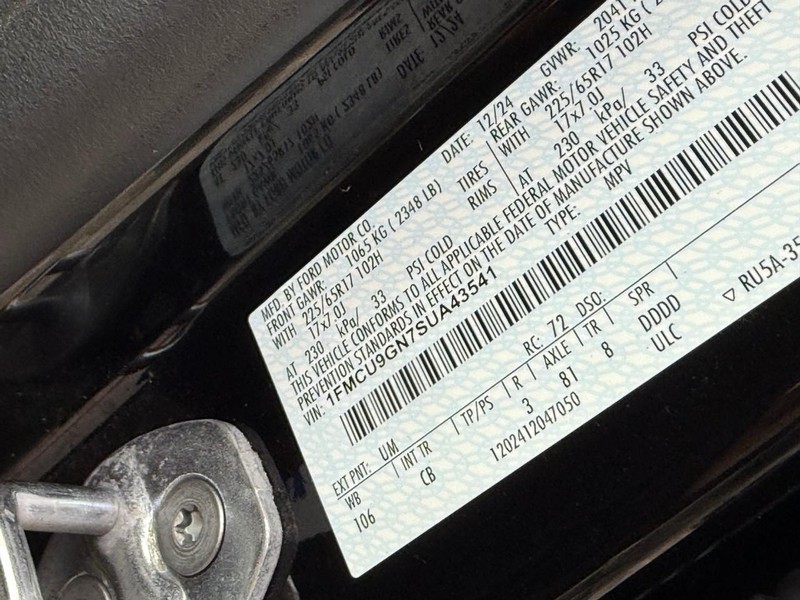 MFD. BY FORD MOTOR CO.
DATE: 12/24
GVWR: 2041
FRONT GAWR: 1065 KG ( 2348 LB)
REAR GAWR: 1025 KG (
WITH 225/65R17 102H TIRES
WITH 225/65R17 102H
17x7.0J RIMS
17x7.0J
AT 230 kPa/ 33 PSI COLD
AT 230 kPa/ 33 PSI COLD
THIS VEHICLE CONFORMS TO ALL APPLICABLE FEDERAL MOTOR VEHICLE SAFETY AND THEFT
PREVENTION STANDARDS IN EFFECT ON THE DATE OF MANUFACTURE SHOWN ABOVE.
VIN: 1FMCU9GN7SUA43541
TYPE: MPV
EXT PNT: UM RC: 72 DSO:
WB INT TR TP/PS R AXLE TR SPR
106 CB 3 81 8 DDDD
1202412047050 ULC
▽ RU5A-35